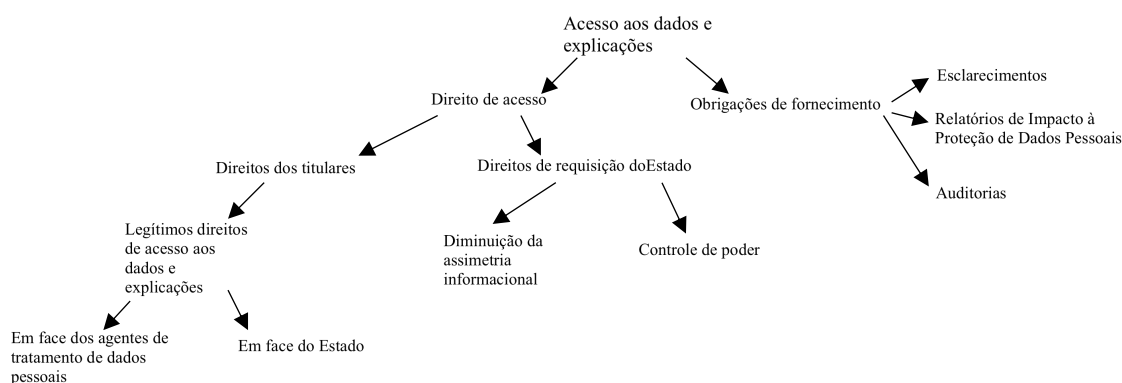 Acesso aos dados e
explicações
Direito de acesso
Obrigações de fornecimento
Esclarecimentos
Relatórios de Impacto à
Proteção de Dados Pessoais
Auditorias
Direitos dos titulares
Direitos de requisição doEstado
Legítimos direitos
de acesso aos
dados e
explicações
Diminuição da
assimetria
informacional
Controle de poder
Em face dos agentes de
tratamento de dados
pessoais
Em face do Estado